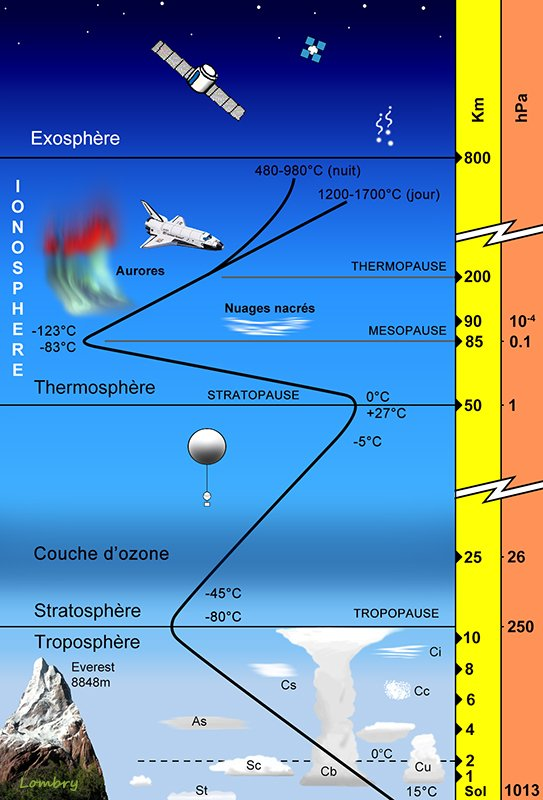 Km
hPa
Exosphère
800
480-980°C (nuit)
1200-1700°C (jour)
IONOSPHERE
Aurores
THERMOPAUSE
200
Nuages nacrés
90
10-4
-123°C
MESOPAUSE
85
0.1
-83°C
Thermosphère
STRATOPAUSE
0°C
50
1
+27°C
-5°C
Couche d'ozone
25
26
-45°C
Stratosphère
-80°C
TROPOPAUSE
250
Troposphère
10
Ci
Everest
8848m
8
Cs
Cc
6
As
4
0°C
2
Sc
Cb
Cu
1
Lombry
St
15°C
Sol
1013